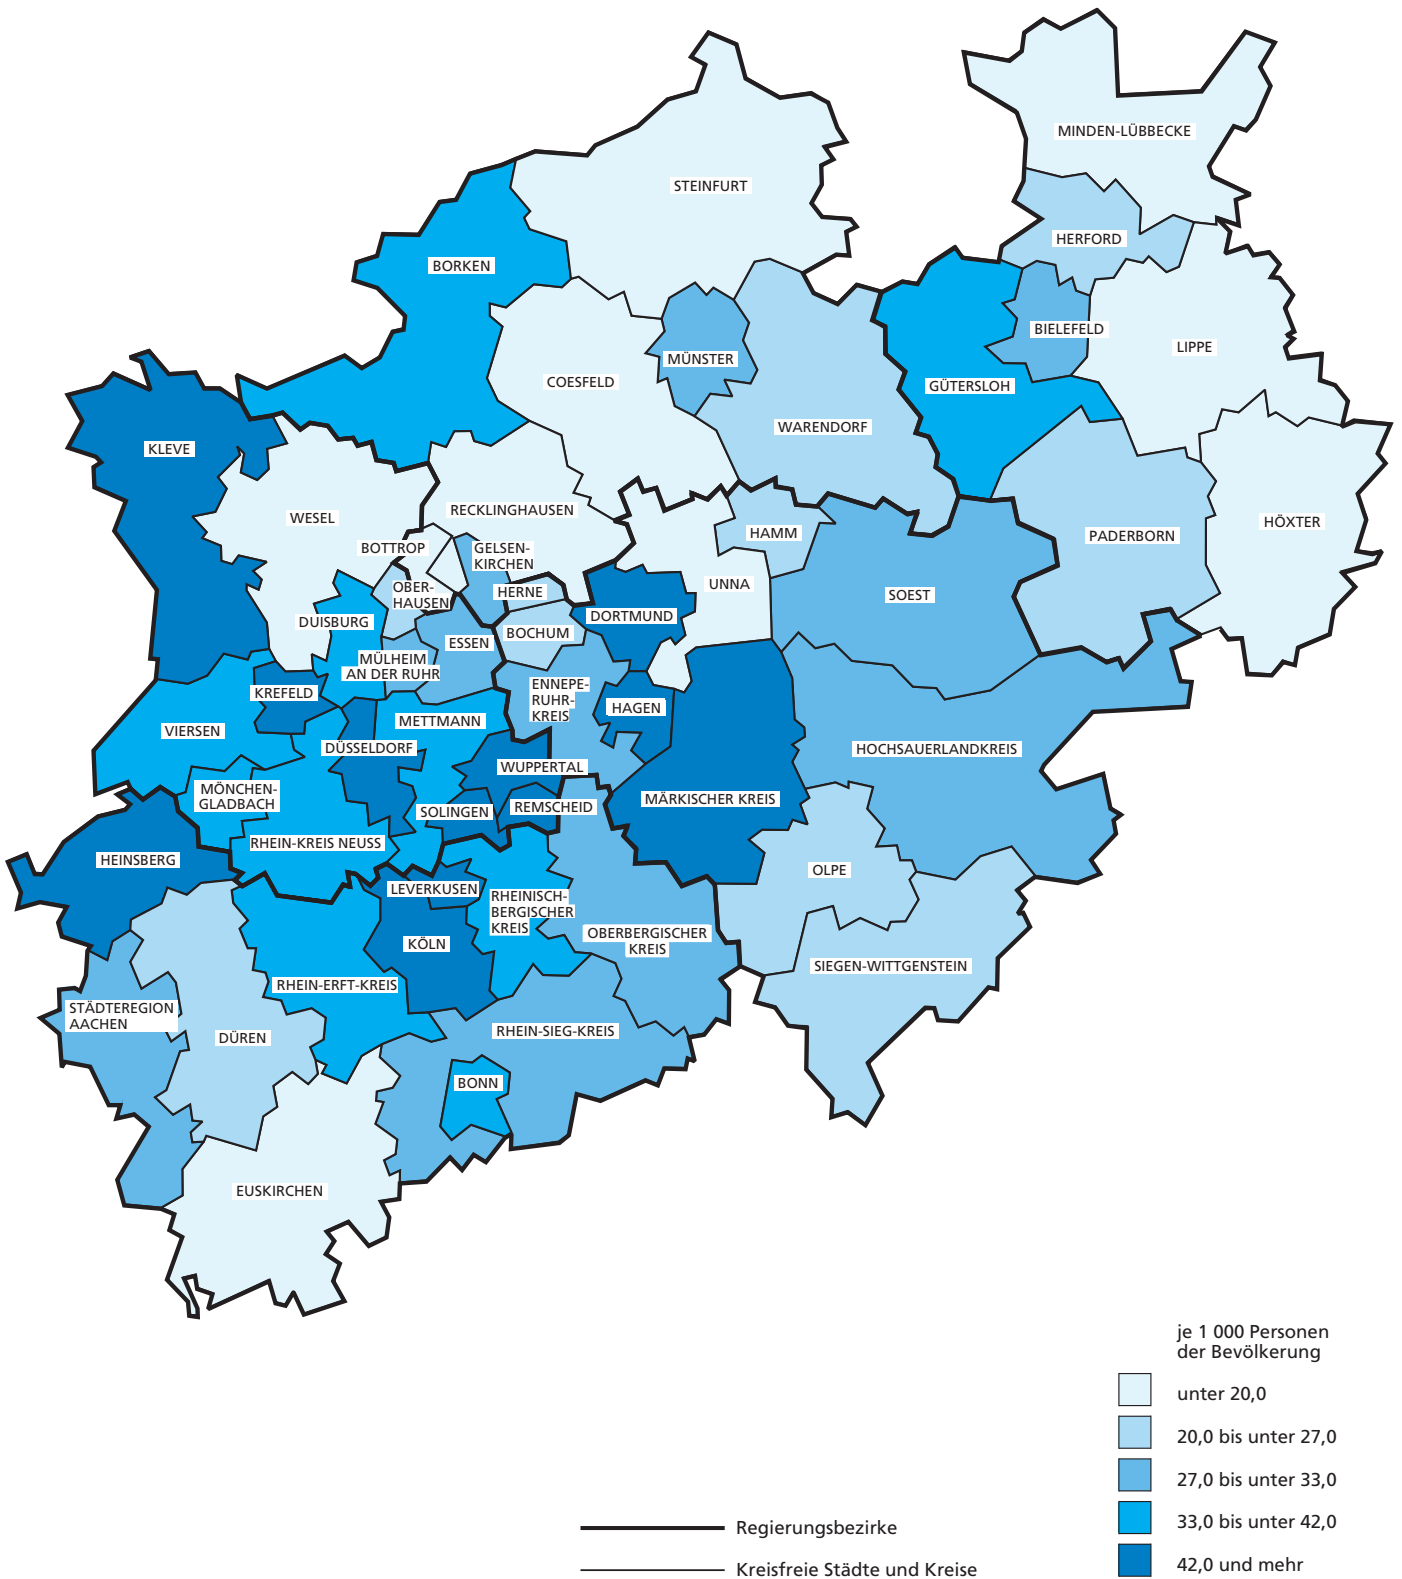 MINDEN-LÜBBECKE
STEINFURT
HERFORD
BORKEN
BIELEFELD
LIPPE
MÜNSTER
COESFELD
GÜTERSLOH
WARENDORF
KLEVE
RECKLINGHAUSEN
WESEL
HÖXTER
HAMM
PADERBORN
BOTTROP
GELSEN-
KIRCHEN
UNNA
OBER-
HAUSEN
HERNE
SOEST
DORTMUND
DUISBURG
BOCHUM
ESSEN
MÜLHEIM
AN DER RUHR
KREFELD
ENNEPE-
RUHR-
KREIS
HAGEN
METTMANN
VIERSEN
DÜSSELDORF
HOCHSAUERLANDKREIS
WUPPERTAL
MÖNCHEN-
GLADBACH
MÄRKISCHER KREIS
REMSCHEID
SOLINGEN
RHEIN-KREIS NEUSS
HEINSBERG
OLPE
LEVERKUSEN
RHEINISCH-
BERGISCHER
KREIS
OBERBERGISCHER
KREIS
KÖLN
SIEGEN-WITTGENSTEIN
RHEIN-ERFT-KREIS
STÄDTEREGION
AACHEN
RHEIN-SIEG-KREIS
DÜREN
BONN
EUSKIRCHEN
je 1 000 Personen
der Bevölkerung
unter 20,0
20,0 bis unter 27,0
27,0 bis unter 33,0
33,0 bis unter 42,0
42,0 und mehr
Regierungsbezirke
Kreisfreie Städte und Kreise